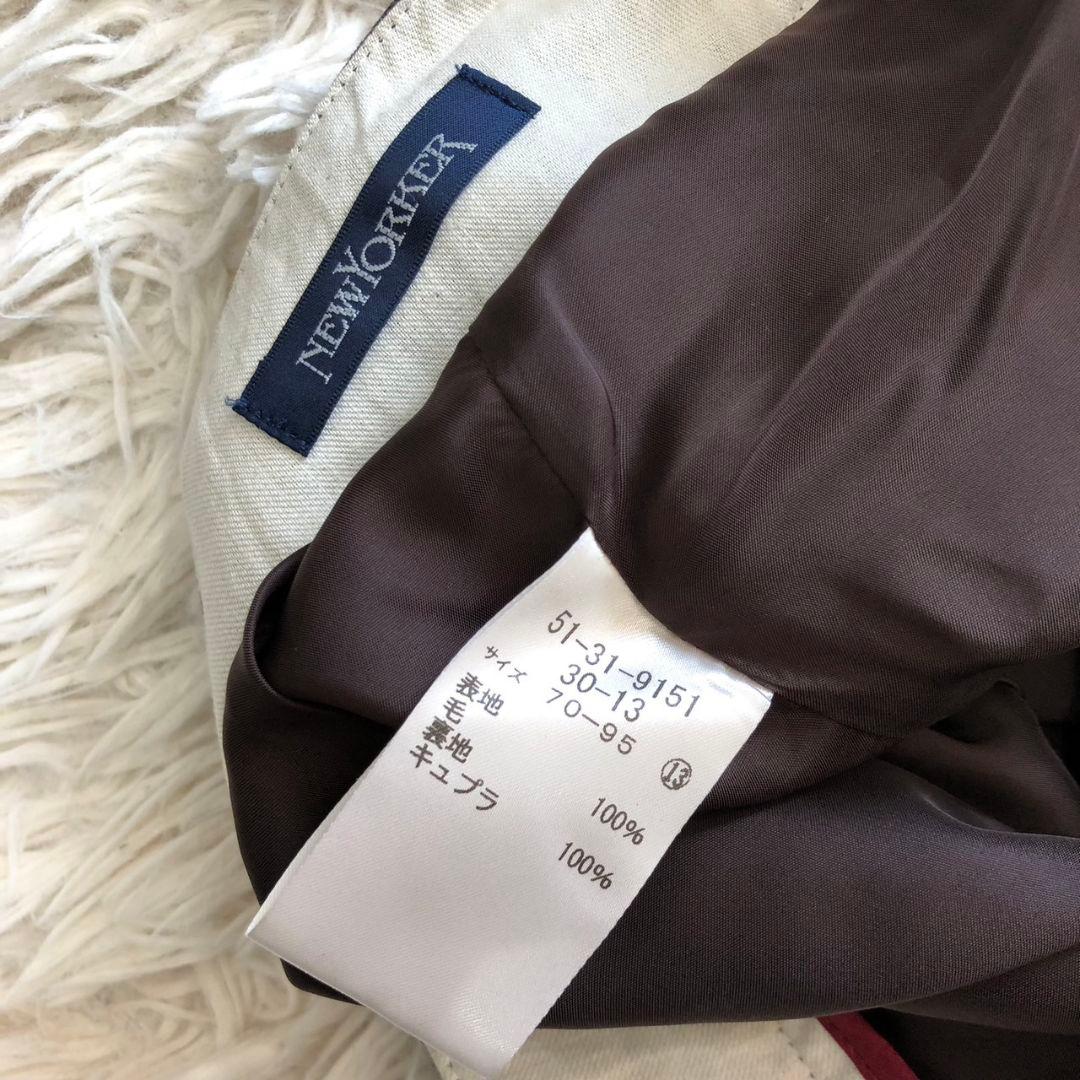 NEWYORKER
51-31-9151
サイズ 30-13
70-95 ⑬
表地
毛 100%
裏地
キュプラ 100%